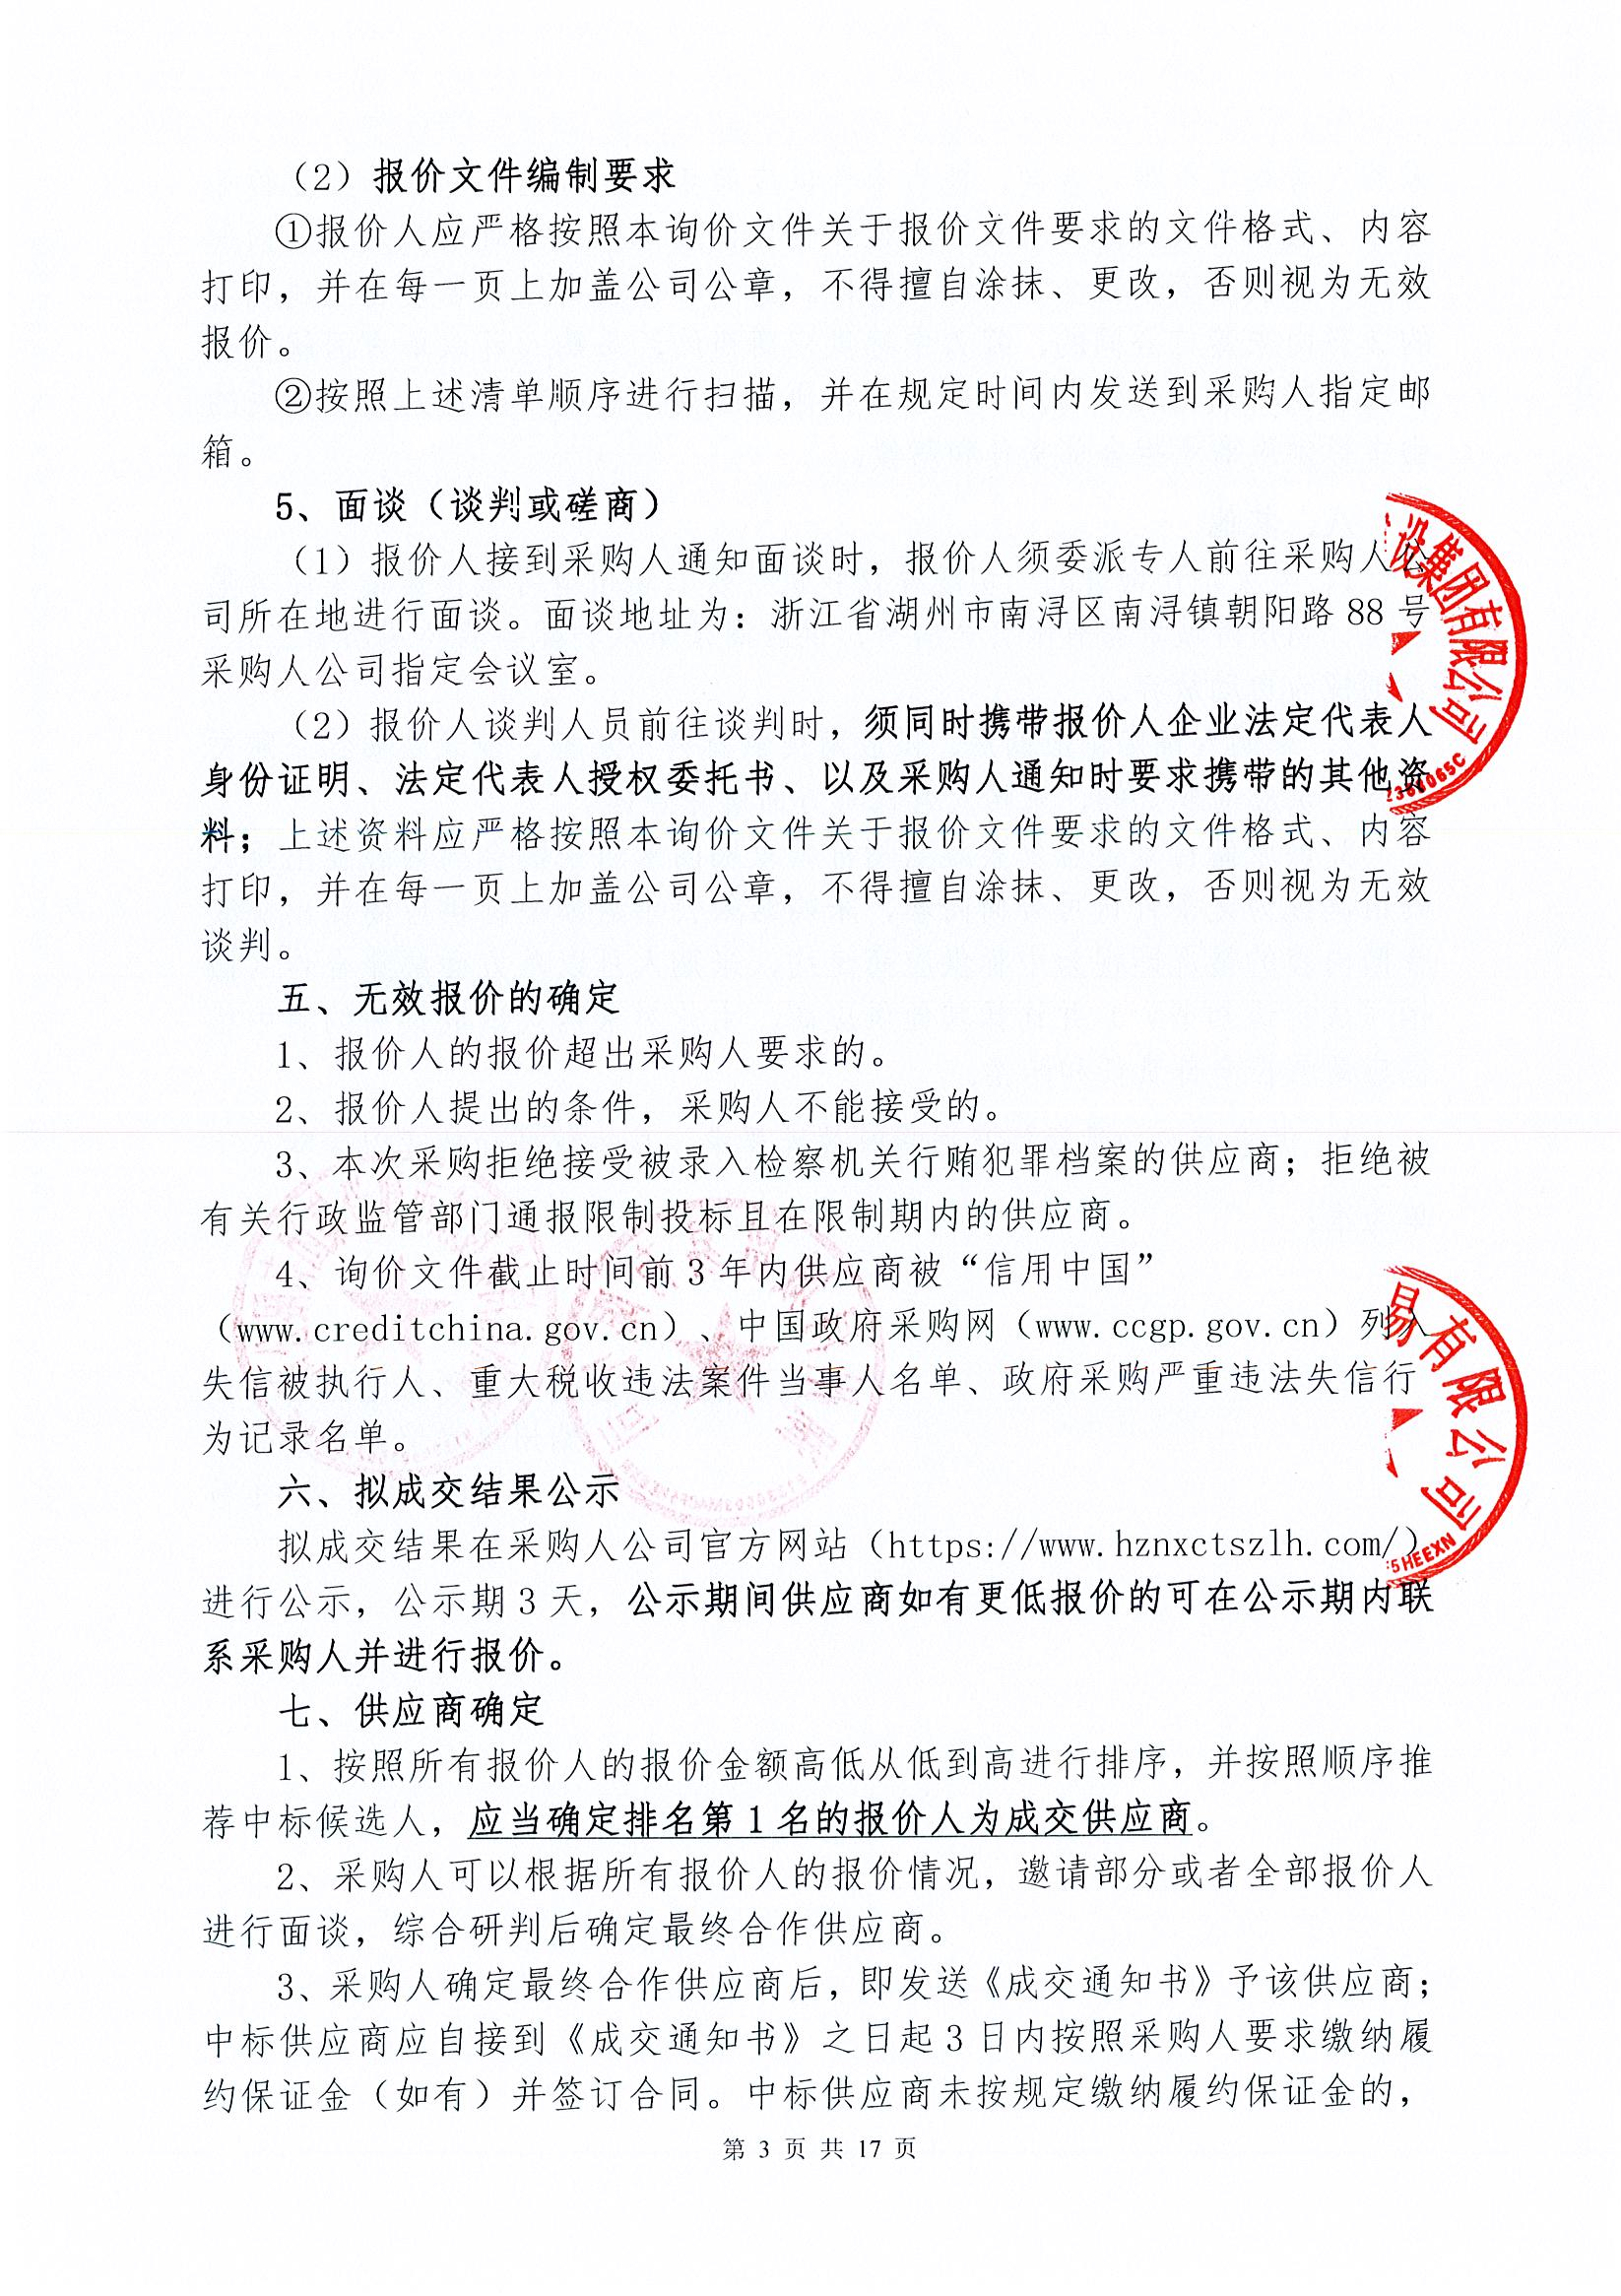 （2）报价文件编制要求
①报价人应严格按照本询价文件关于报价文件要求的文件格式、内容
打印，并在每一页上加盖公司公章，不得擅自涂抹、更改，否则视为无效
报价。
②按照上述清单顺序进行扫描，并在规定时间内发送到采购人指定邮
箱。
5、面谈（谈判或磋商）
（1）报价人接到采购人通知面谈时，报价人须委派专人前往采购人公
司所在地进行面谈。面谈地址为：浙江省湖州市南浔区南浔镇朝阳路 88 号
采购人公司指定会议室。
（2）报价人谈判人员前往谈判时，须同时携带报价人企业法定代表人
身份证明、法定代表人授权委托书、以及采购人通知时要求携带的其他资
料；上述资料应严格按照本询价文件关于报价文件要求的文件格式、内容
打印，并在每一页上加盖公司公章，不得擅自涂抹、更改，否则视为无效
谈判。
五、无效报价的确定
1、报价人的报价超出采购人要求的。
2、报价人提出的条件，采购人不能接受的。
3、本次采购拒绝接受被录入检察机关行贿犯罪档案的供应商；拒绝被
有关行政监管部门通报限制投标且在限制期内的供应商。
4、询价文件截止时间前 3 年内供应商被“信用中国”
（www.creditchina.gov.cn）、中国政府采购网（www.ccgp.gov.cn）列入
失信被执行人、重大税收违法案件当事人名单、政府采购严重违法失信行
为记录名单。
六、拟成交结果公示
拟成交结果在采购人公司官方网站（https://www.hznxctszlh.com/）
进行公示，公示期 3 天，公示期间供应商如有更低报价的可在公示期内联
系采购人并进行报价。
七、供应商确定
1、按照所有报价人的报价金额高低从低到高进行排序，并按照顺序推
荐中标候选人，应当确定排名第 1 名的报价人为成交供应商。
2、采购人可以根据所有报价人的报价情况，邀请部分或者全部报价人
进行面谈，综合研判后确定最终合作供应商。
3、采购人确定最终合作供应商后，即发送《成交通知书》予该供应商；
中标供应商应自接到《成交通知书》之日起 3 日内按照采购人要求缴纳履
约保证金（如有）并签订合同。中标供应商未按规定缴纳履约保证金的，
第 3 页 共 17 页
设集团有限公司
易有限公司
5HEEXN